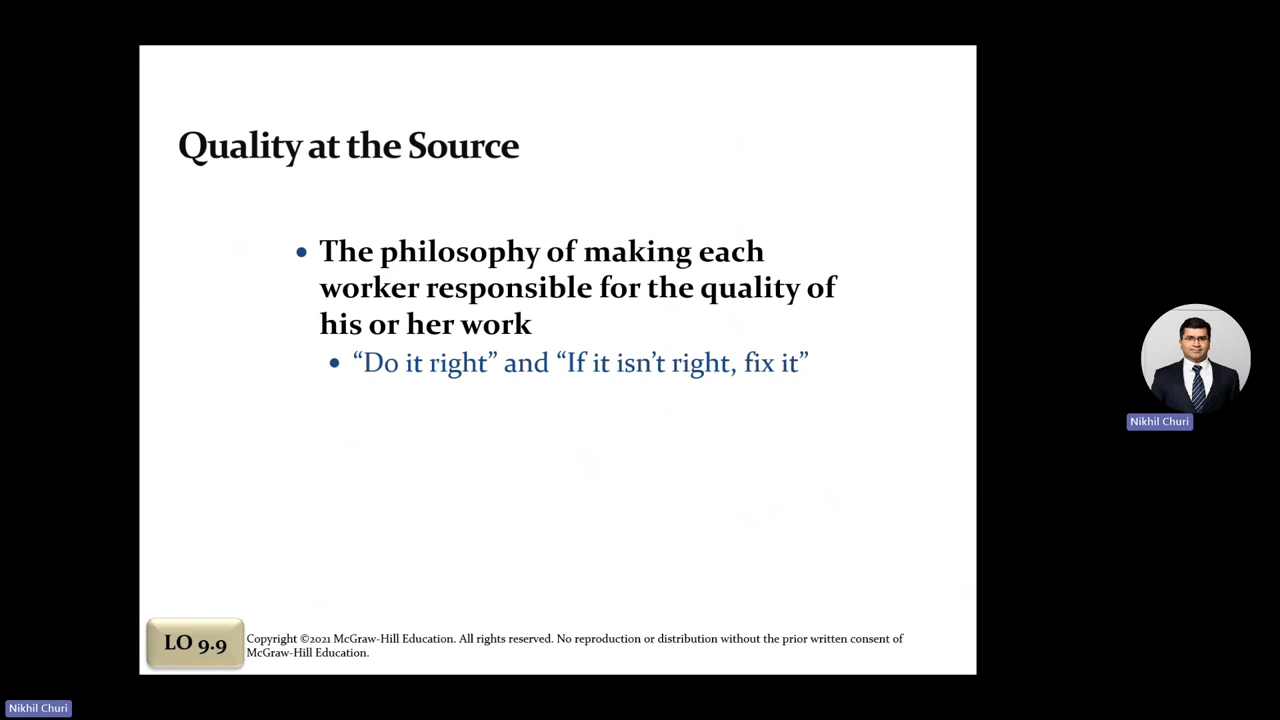 Quality at the Source
• The philosophy of making each
worker responsible for the quality of
his or her work
• “Do it right” and “If it isn’t right, fix it”
Nikhil Churi
LO 9.9
Copyright ©2021 McGraw-Hill Education. All rights reserved. No reproduction or distribution without the prior written consent of
McGraw-Hill Education.
Nikhil Churi